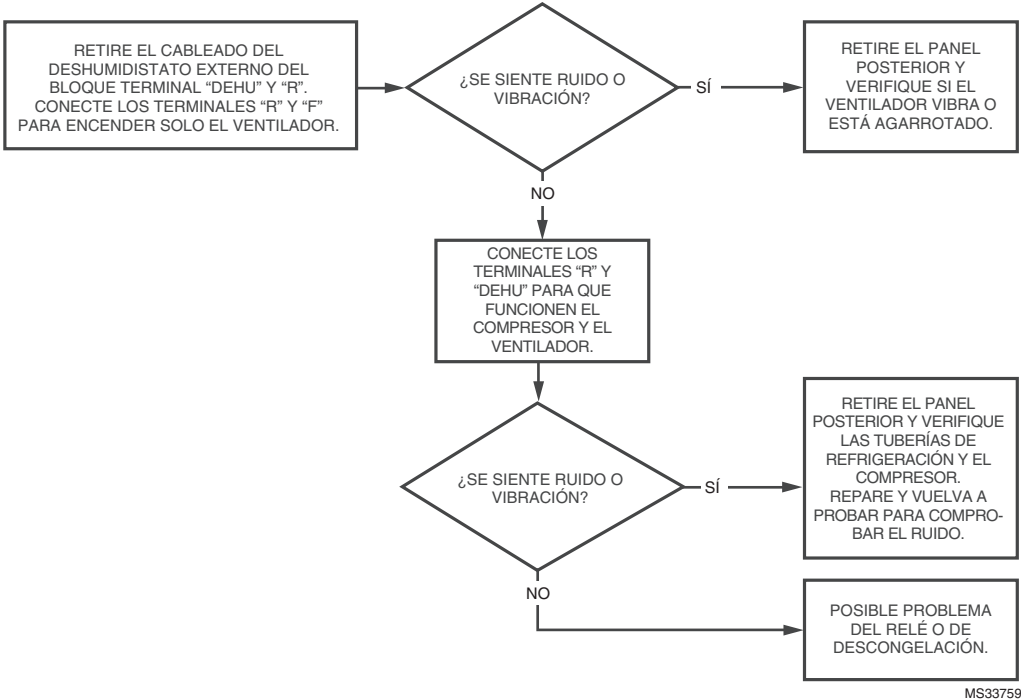 RETIRE EL CABLEADO DEL
DESHUMIDISTATO EXTERNO DEL
BLOQUE TERMINAL “DEHU” Y “R”.
CONECTE LOS TERMINALES “R” Y “F”
PARA ENCENDER SOLO EL VENTILADOR.
¿SE SIENTE RUIDO O
VIBRACIÓN?
SÍ
RETIRE EL PANEL
POSTERIOR Y
VERIFIQUE SI EL
VENTILADOR VIBRA O
ESTÁ AGARROTADO.
NO
CONECTE LOS
TERMINALES “R” Y
“DEHU” PARA QUE
FUNCIONEN EL
COMPRESOR Y EL
VENTILADOR.
¿SE SIENTE RUIDO O
VIBRACIÓN?
SÍ
RETIRE EL PANEL
POSTERIOR Y VERIFIQUE
LAS TUBERÍAS DE
REFRIGERACIÓN Y EL
COMPRESOR.
REPARE Y VUELVA A
PROBAR PARA COMPRO-
BAR EL RUIDO.
NO
POSIBLE PROBLEMA
DEL RELÉ O DE
DESCONGELACIÓN.
MS33759